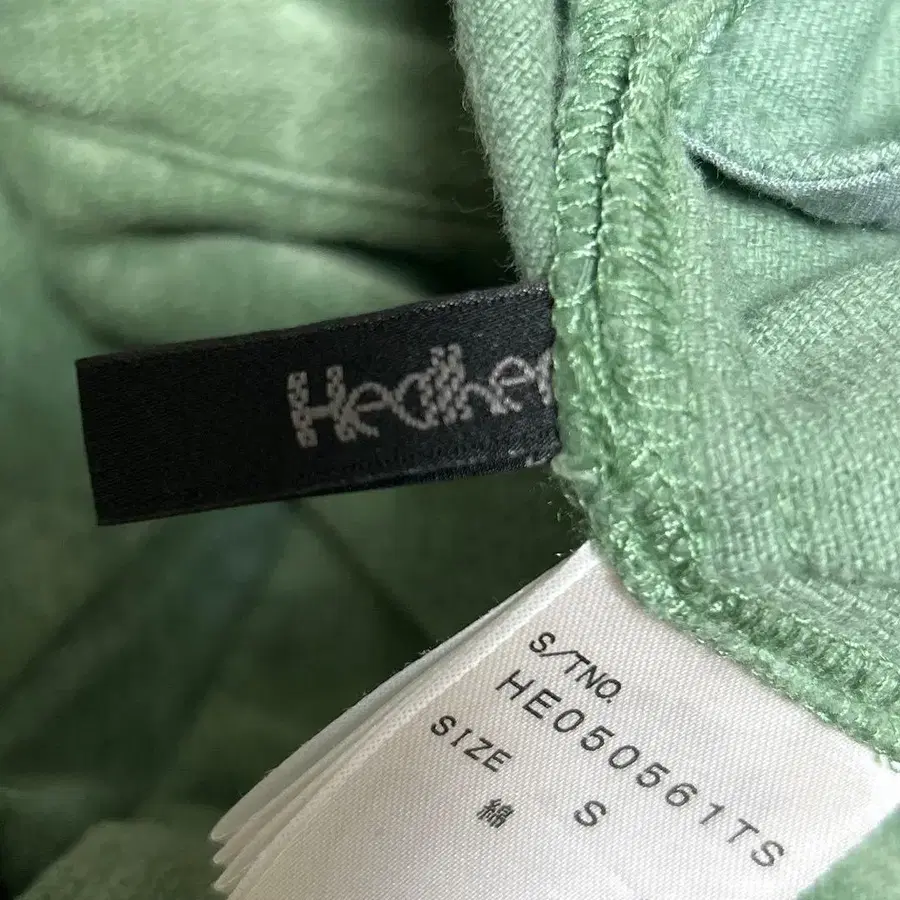 Heather
S/TNO.
HE050561TS
SIZE S
綿